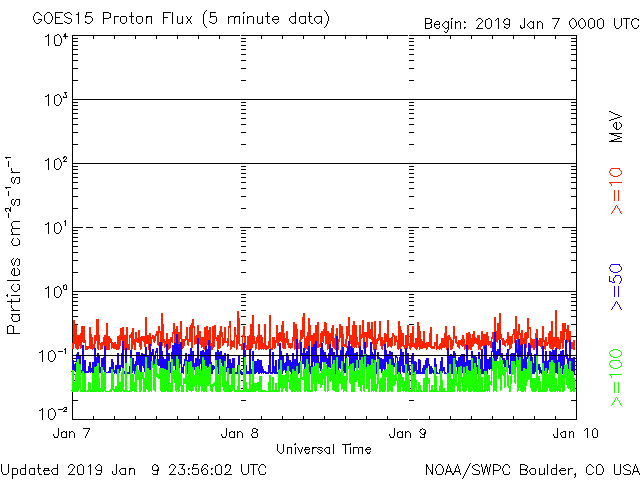 GOES15 Proton Flux (5 minute data)
Begin: 2019 Jan 7 0000 UTC
Particles cm⁻²s⁻¹sr⁻¹
10⁴
10³
10²
10¹
10⁰
10⁻¹
10⁻²
Jan 7
Jan 8
Jan 9
Jan 10
Universal Time
MeV
>=10
>=50
>=100
Updated 2019 Jan 9 23:56:02 UTC
NOAA/SWPC Boulder, CO USA